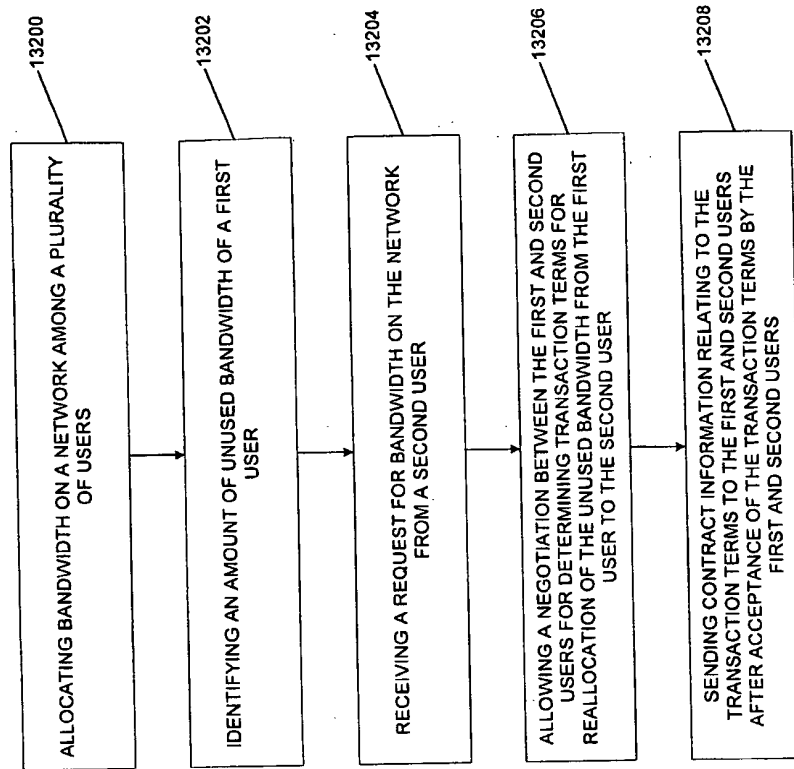 13200
ALLOCATING BANDWIDTH ON A NETWORK AMONG A PLURALITY
OF USERS
13202
IDENTIFYING AN AMOUNT OF UNUSED BANDWIDTH OF A FIRST
USER
13204
RECEIVING A REQUEST FOR BANDWIDTH ON THE NETWORK
FROM A SECOND USER
13206
ALLOWING A NEGOTIATION BETWEEN THE FIRST AND SECOND
USERS FOR DETERMINING TRANSACTION TERMS FOR
REALLOCATION OF THE UNUSED BANDWIDTH FROM THE FIRST
USER TO THE SECOND USER
13208
SENDING CONTRACT INFORMATION RELATING TO THE
TRANSACTION TERMS TO THE FIRST AND SECOND USERS
AFTER ACCEPTANCE OF THE TRANSACTION TERMS BY THE
FIRST AND SECOND USERS